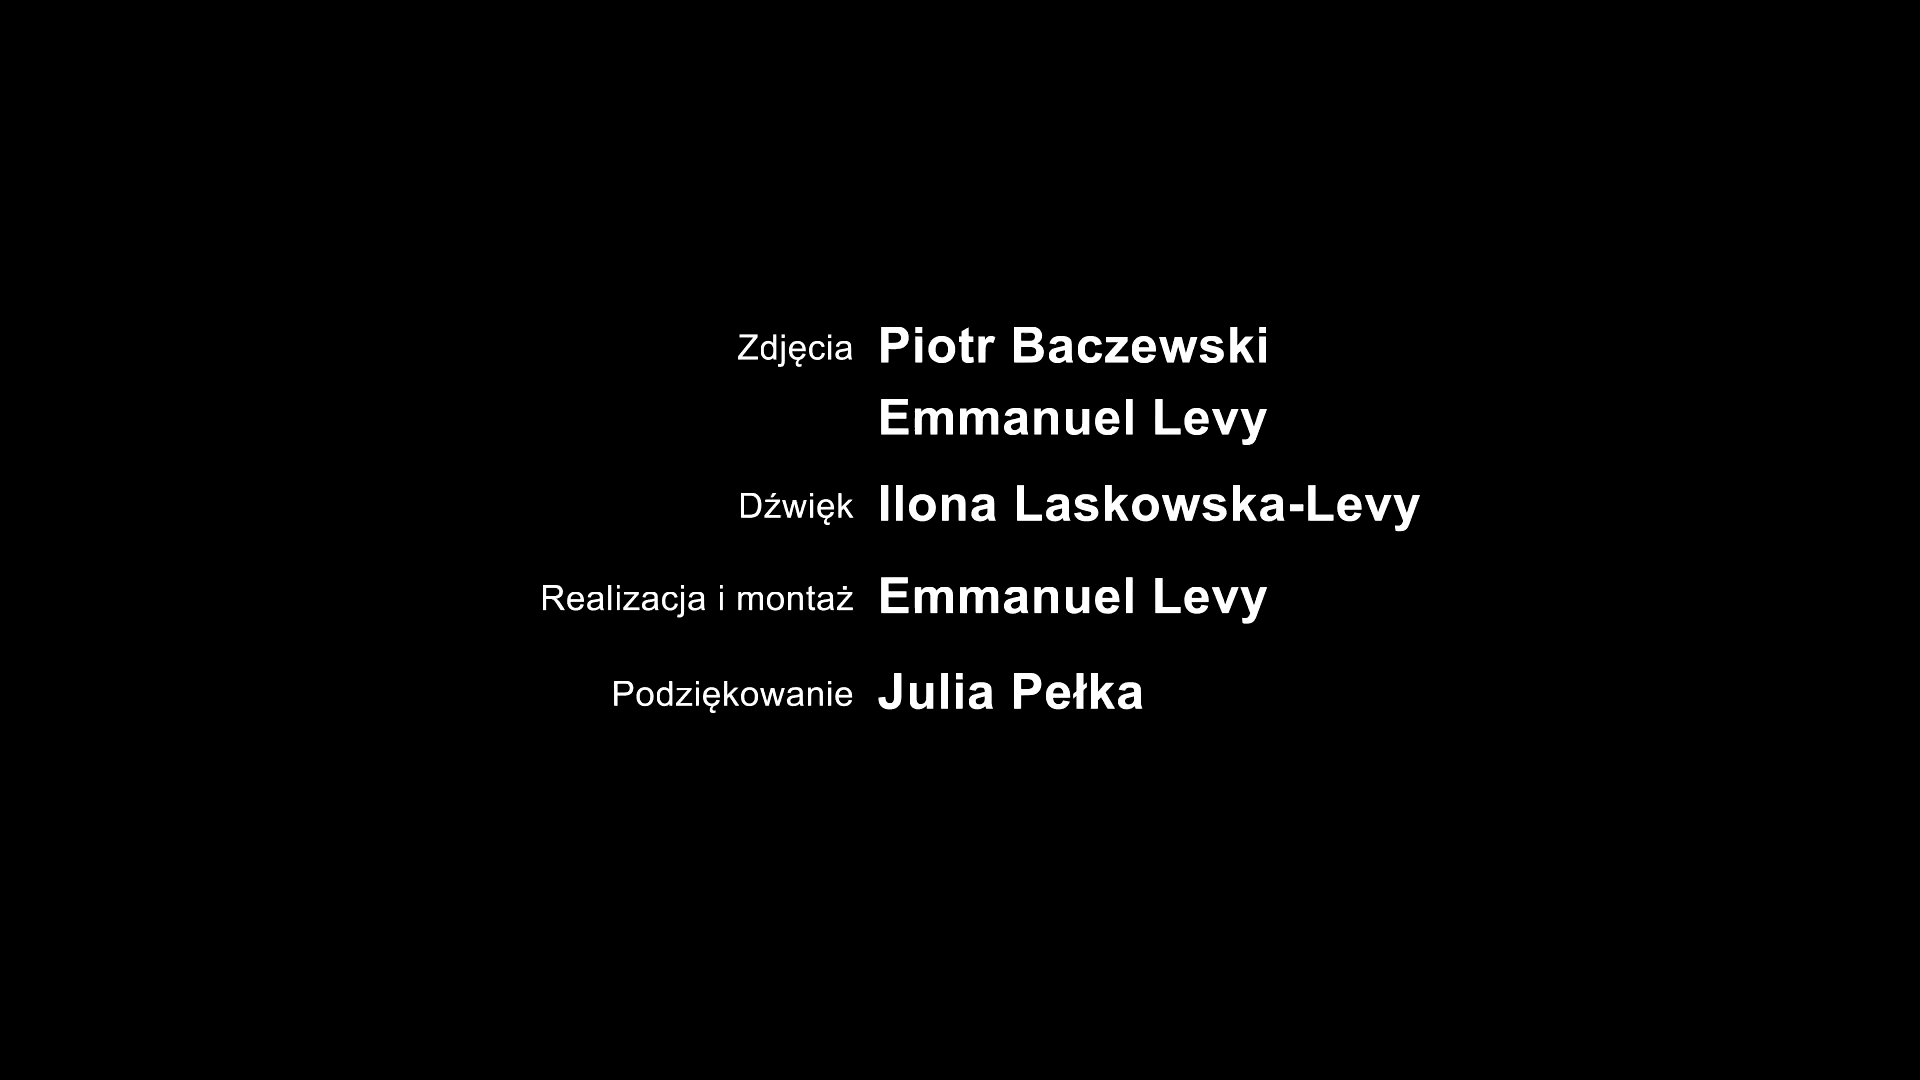 Zdjęcia Piotr Baczewski
Emmanuel Levy
Dźwięk Ilona Laskowska-Levy
Realizacja i montaż Emmanuel Levy
Podziękowanie Julia Pełka